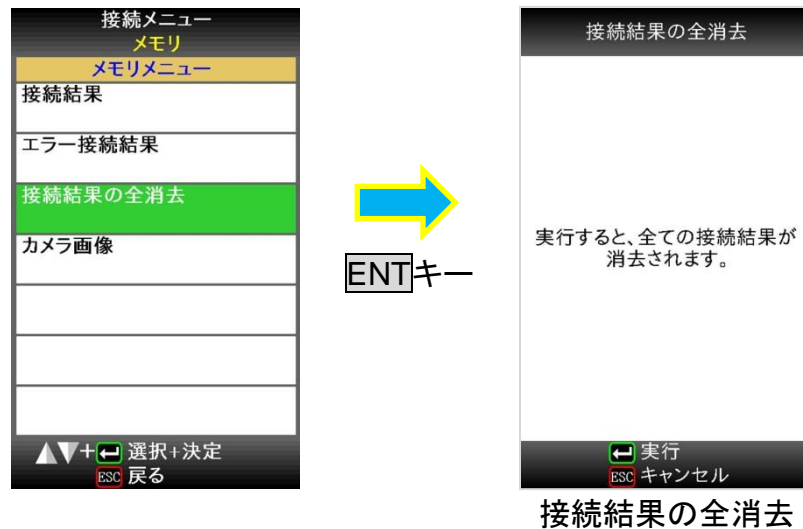 接続メニュー
メモリ
メモリメニュー
接続結果
エラー接続結果
接続結果の全消去
カメラ画像
▲▼+↵ 選択+決定
ESC 戻る
ENTキー
接続結果の全消去
実行すると、全ての接続結果が
消去されます。
↵ 実行
ESC キャンセル
接続結果の全消去